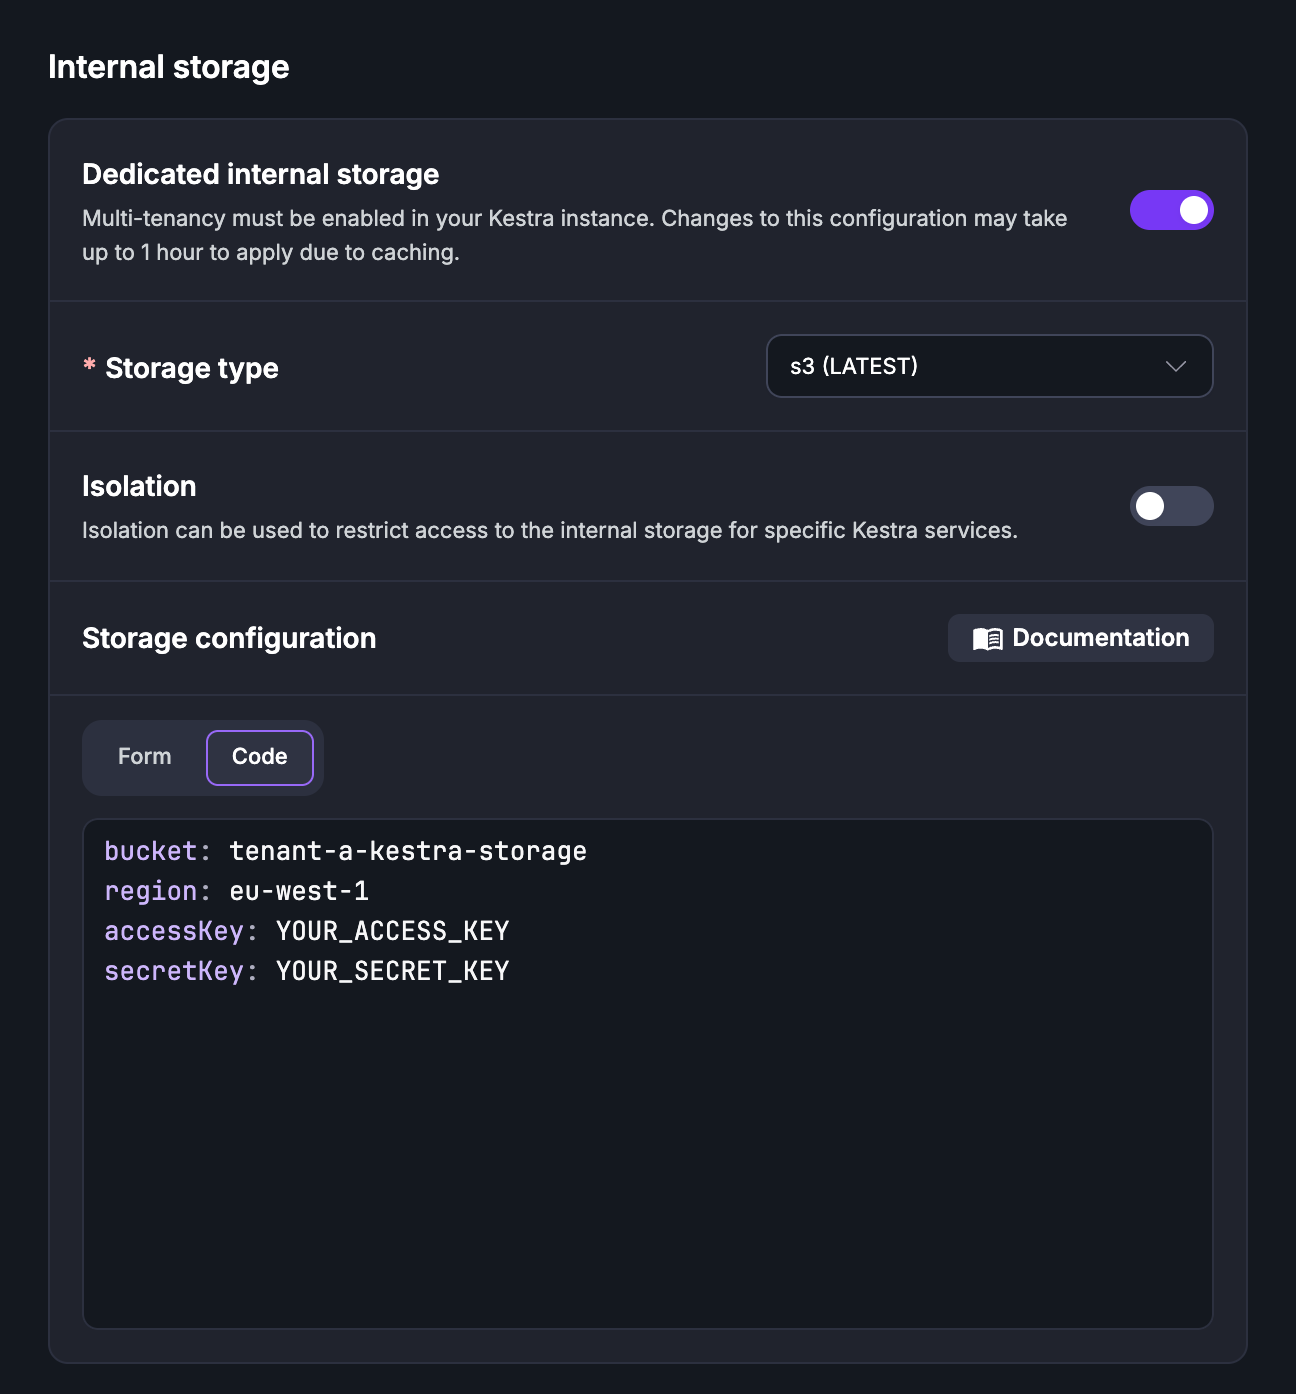 Internal storage
Dedicated internal storage
Multi-tenancy must be enabled in your Kestra instance. Changes to this configuration may take
up to 1 hour to apply due to caching.
* Storage type
s3 (LATEST)
Isolation
Isolation can be used to restrict access to the internal storage for specific Kestra services.
Storage configuration
Documentation
Form
Code
bucket: tenant-a-kestra-storage
region: eu-west-1
accessKey: YOUR_ACCESS_KEY
secretKey: YOUR_SECRET_KEY